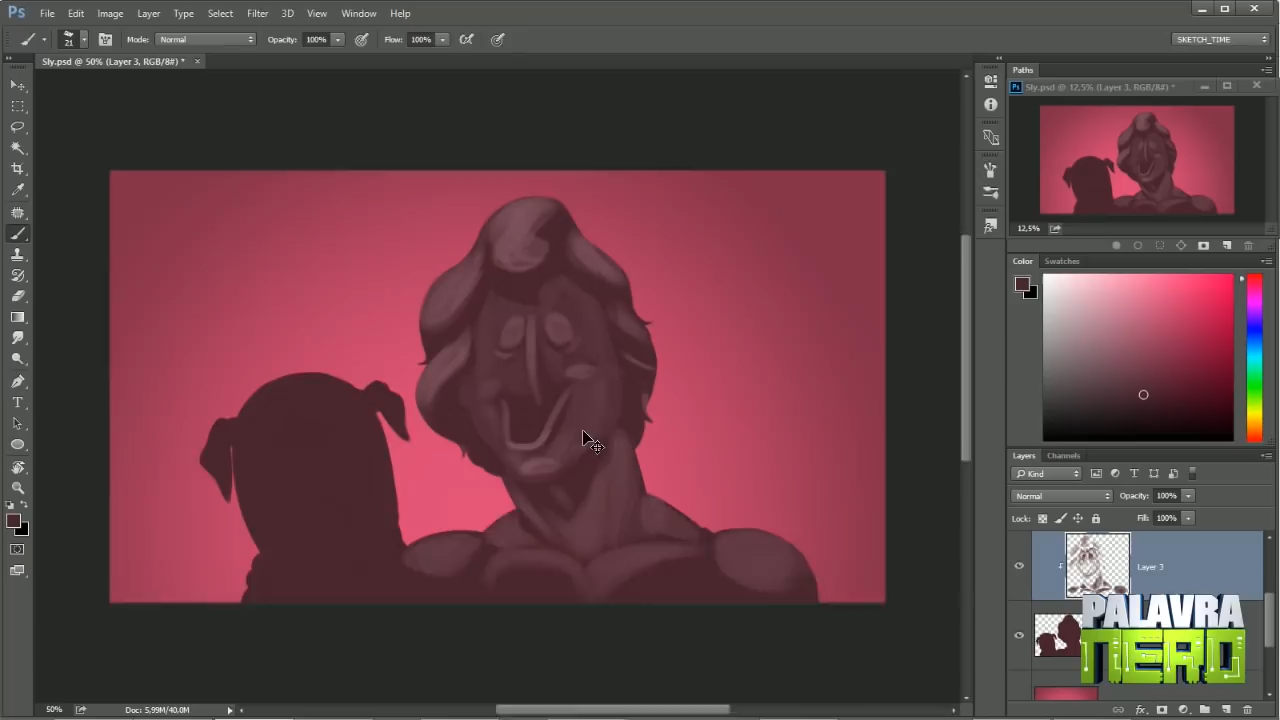 Ps File Edit Image Layer Type Select Filter 3D View Window Help
21 Mode: Normal Opacity: 100% Flow: 100% SKETCH_TIME
Sly.psd @ 50% (Layer 3, RGB/8#) * ×
Paths
Ps Sly.psd @ 12,5% (Layer 3, RGB/8#) *
12,5%
Color Swatches
Layers Channels
Kind
Normal Opacity: 100%
Lock: Fill: 100%
Layer 3
PALAVRA
NERD
50% Doc: 5,99M/40,0M